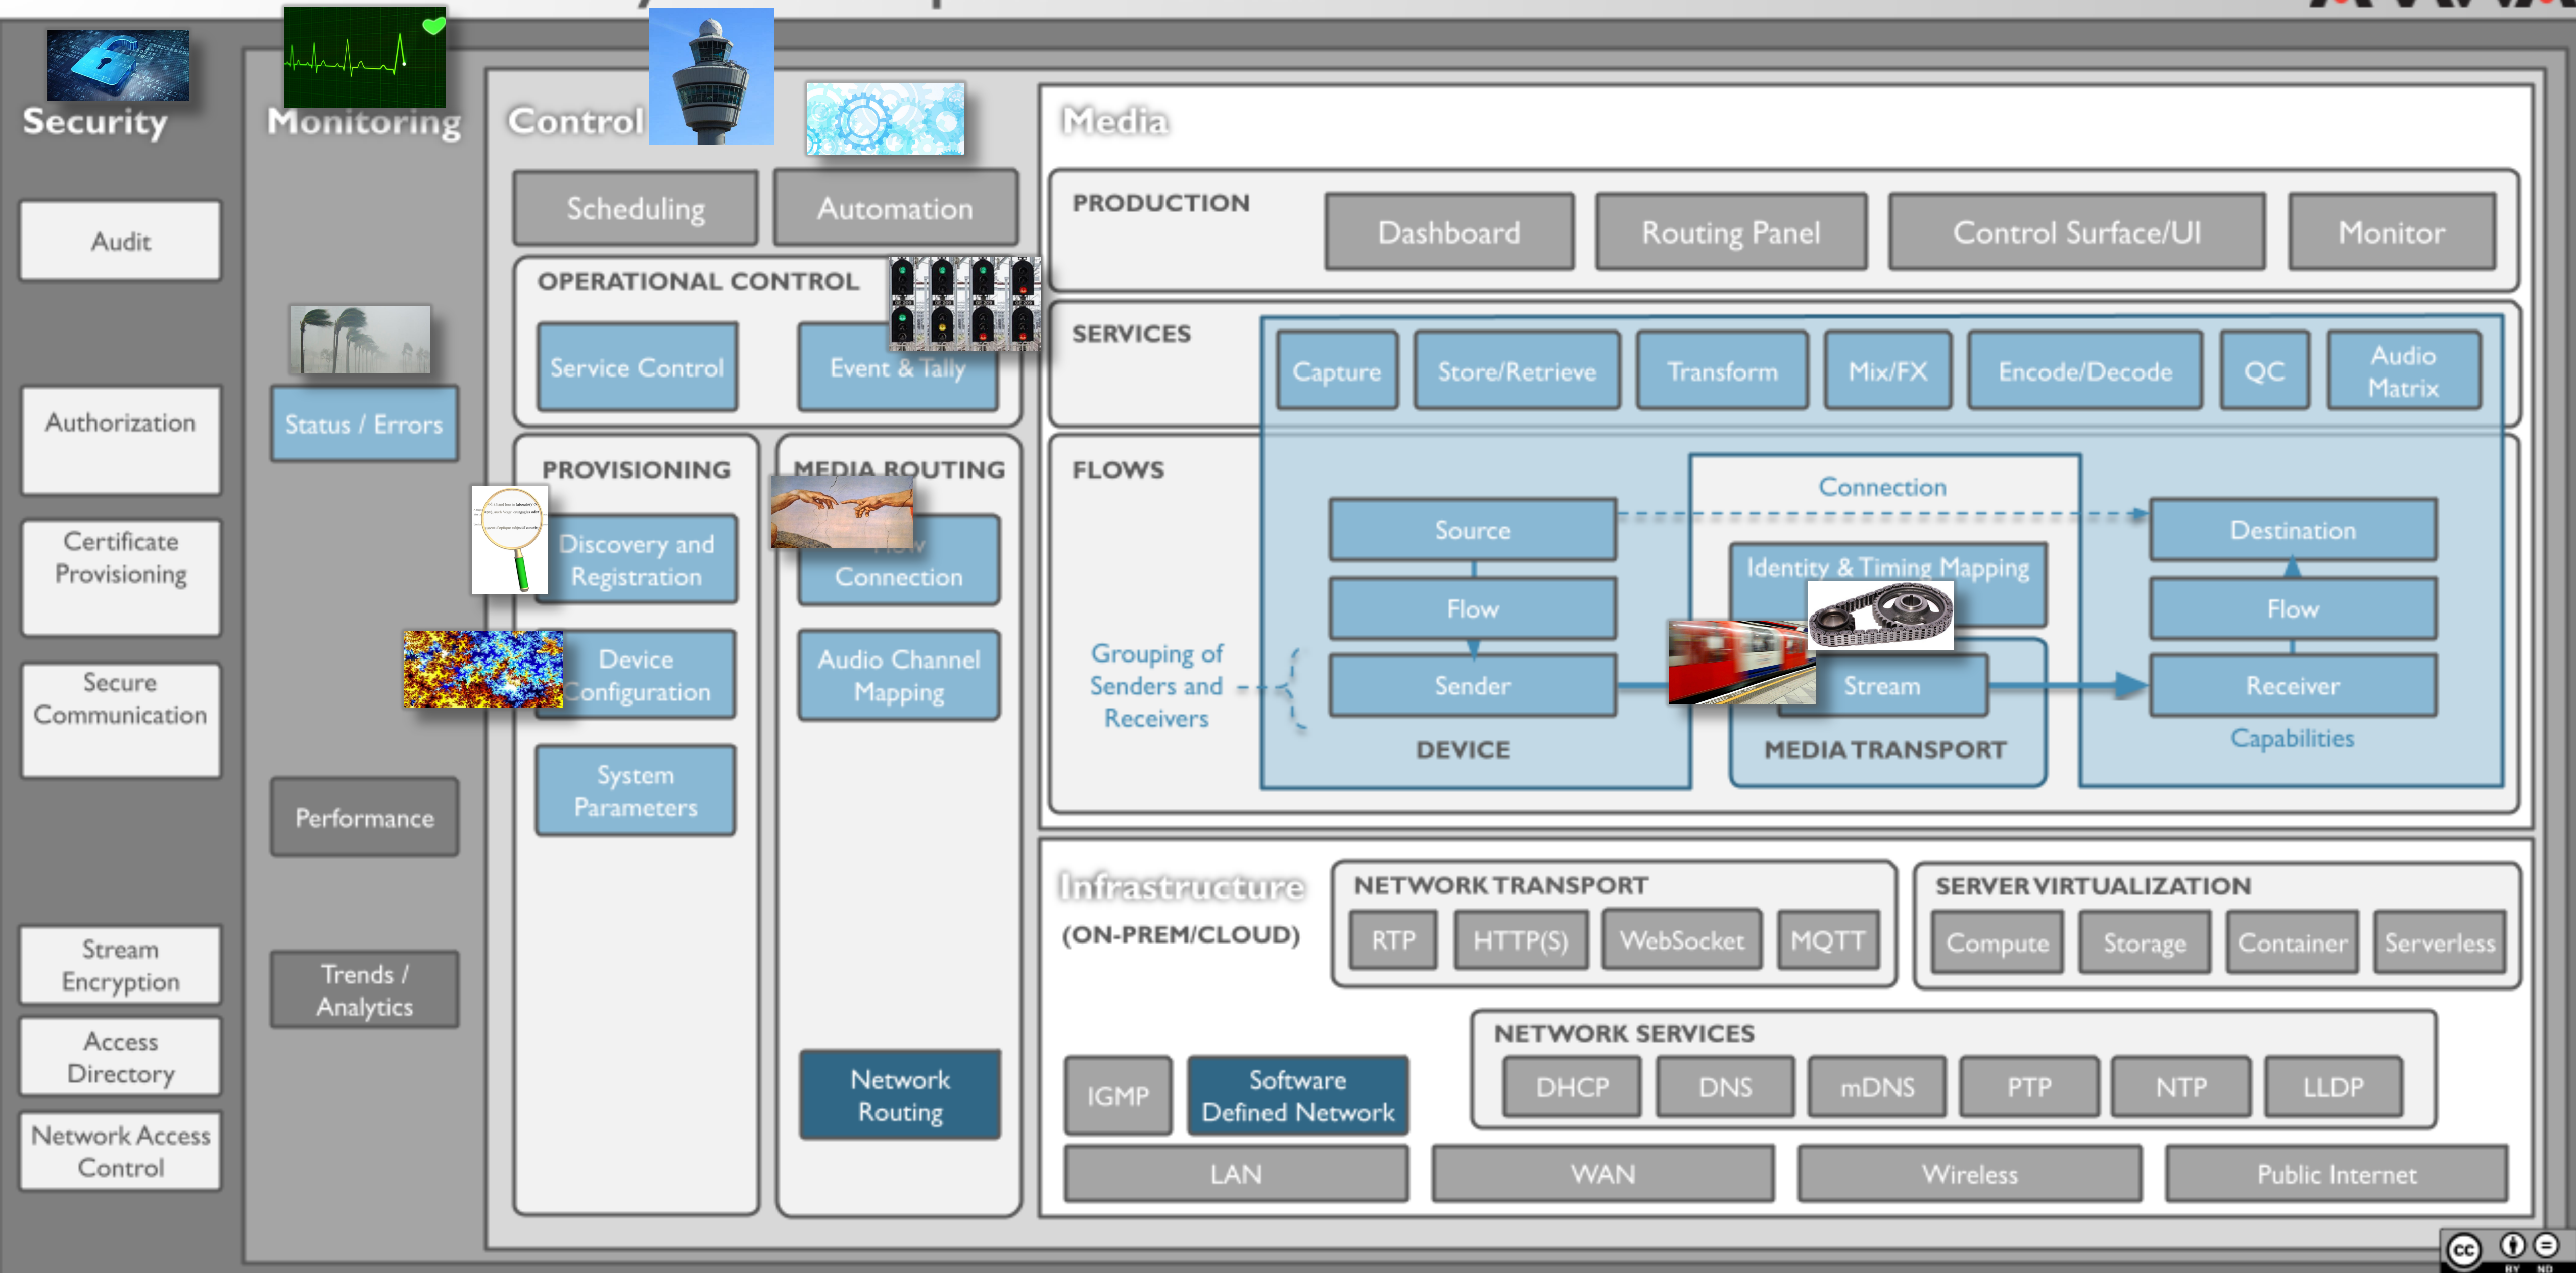 Security
Audit
Authorization
Certificate
Provisioning
Secure
Communication
Stream
Encryption
Access
Directory
Network Access
Control
Monitoring
Status / Errors
Performance
Trends /
Analytics
Control
Scheduling
Automation
OPERATIONAL CONTROL
Service Control
Event & Tally
PROVISIONING
Discovery and
Registration
Device
Configuration
System
Parameters
MEDIA ROUTING
Connection
Audio Channel
Mapping
Network
Routing
Media
PRODUCTION
Dashboard
Routing Panel
Control Surface/UI
Monitor
SERVICES
Capture
Store/Retrieve
Transform
Mix/FX
Encode/Decode
QC
Audio
Matrix
FLOWS
Connection
Source
Destination
Identity & Timing Mapping
Flow
Flow
Grouping of
Senders and
Receivers
Sender
Stream
Receiver
Capabilities
DEVICE
MEDIA TRANSPORT
Infrastructure
(ON-PREM/CLOUD)
NETWORK TRANSPORT
RTP
HTTP(S)
WebSocket
MQTT
SERVER VIRTUALIZATION
Compute
Storage
Container
Serverless
NETWORK SERVICES
DHCP
DNS
mDNS
PTP
NTP
LLDP
IGMP
Software
Defined Network
LAN
WAN
Wireless
Public Internet
cc
BY ND